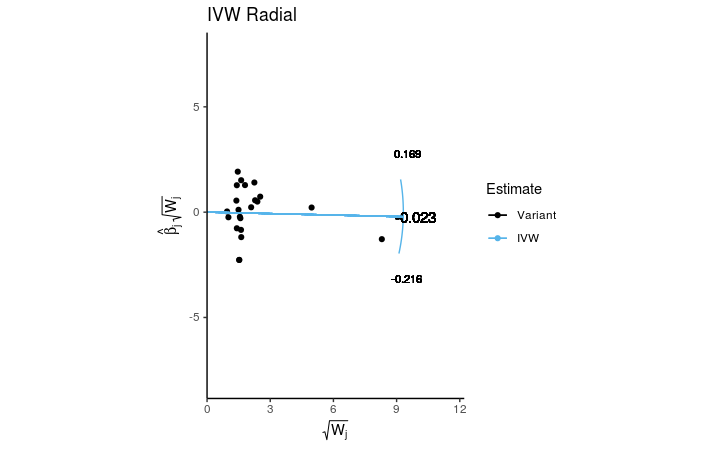 IVW Radial
5
0
-5
β̂j√Wj
0.169
-0.023
-0.216
0
3
6
9
12
√Wj
Estimate
Variant
IVW